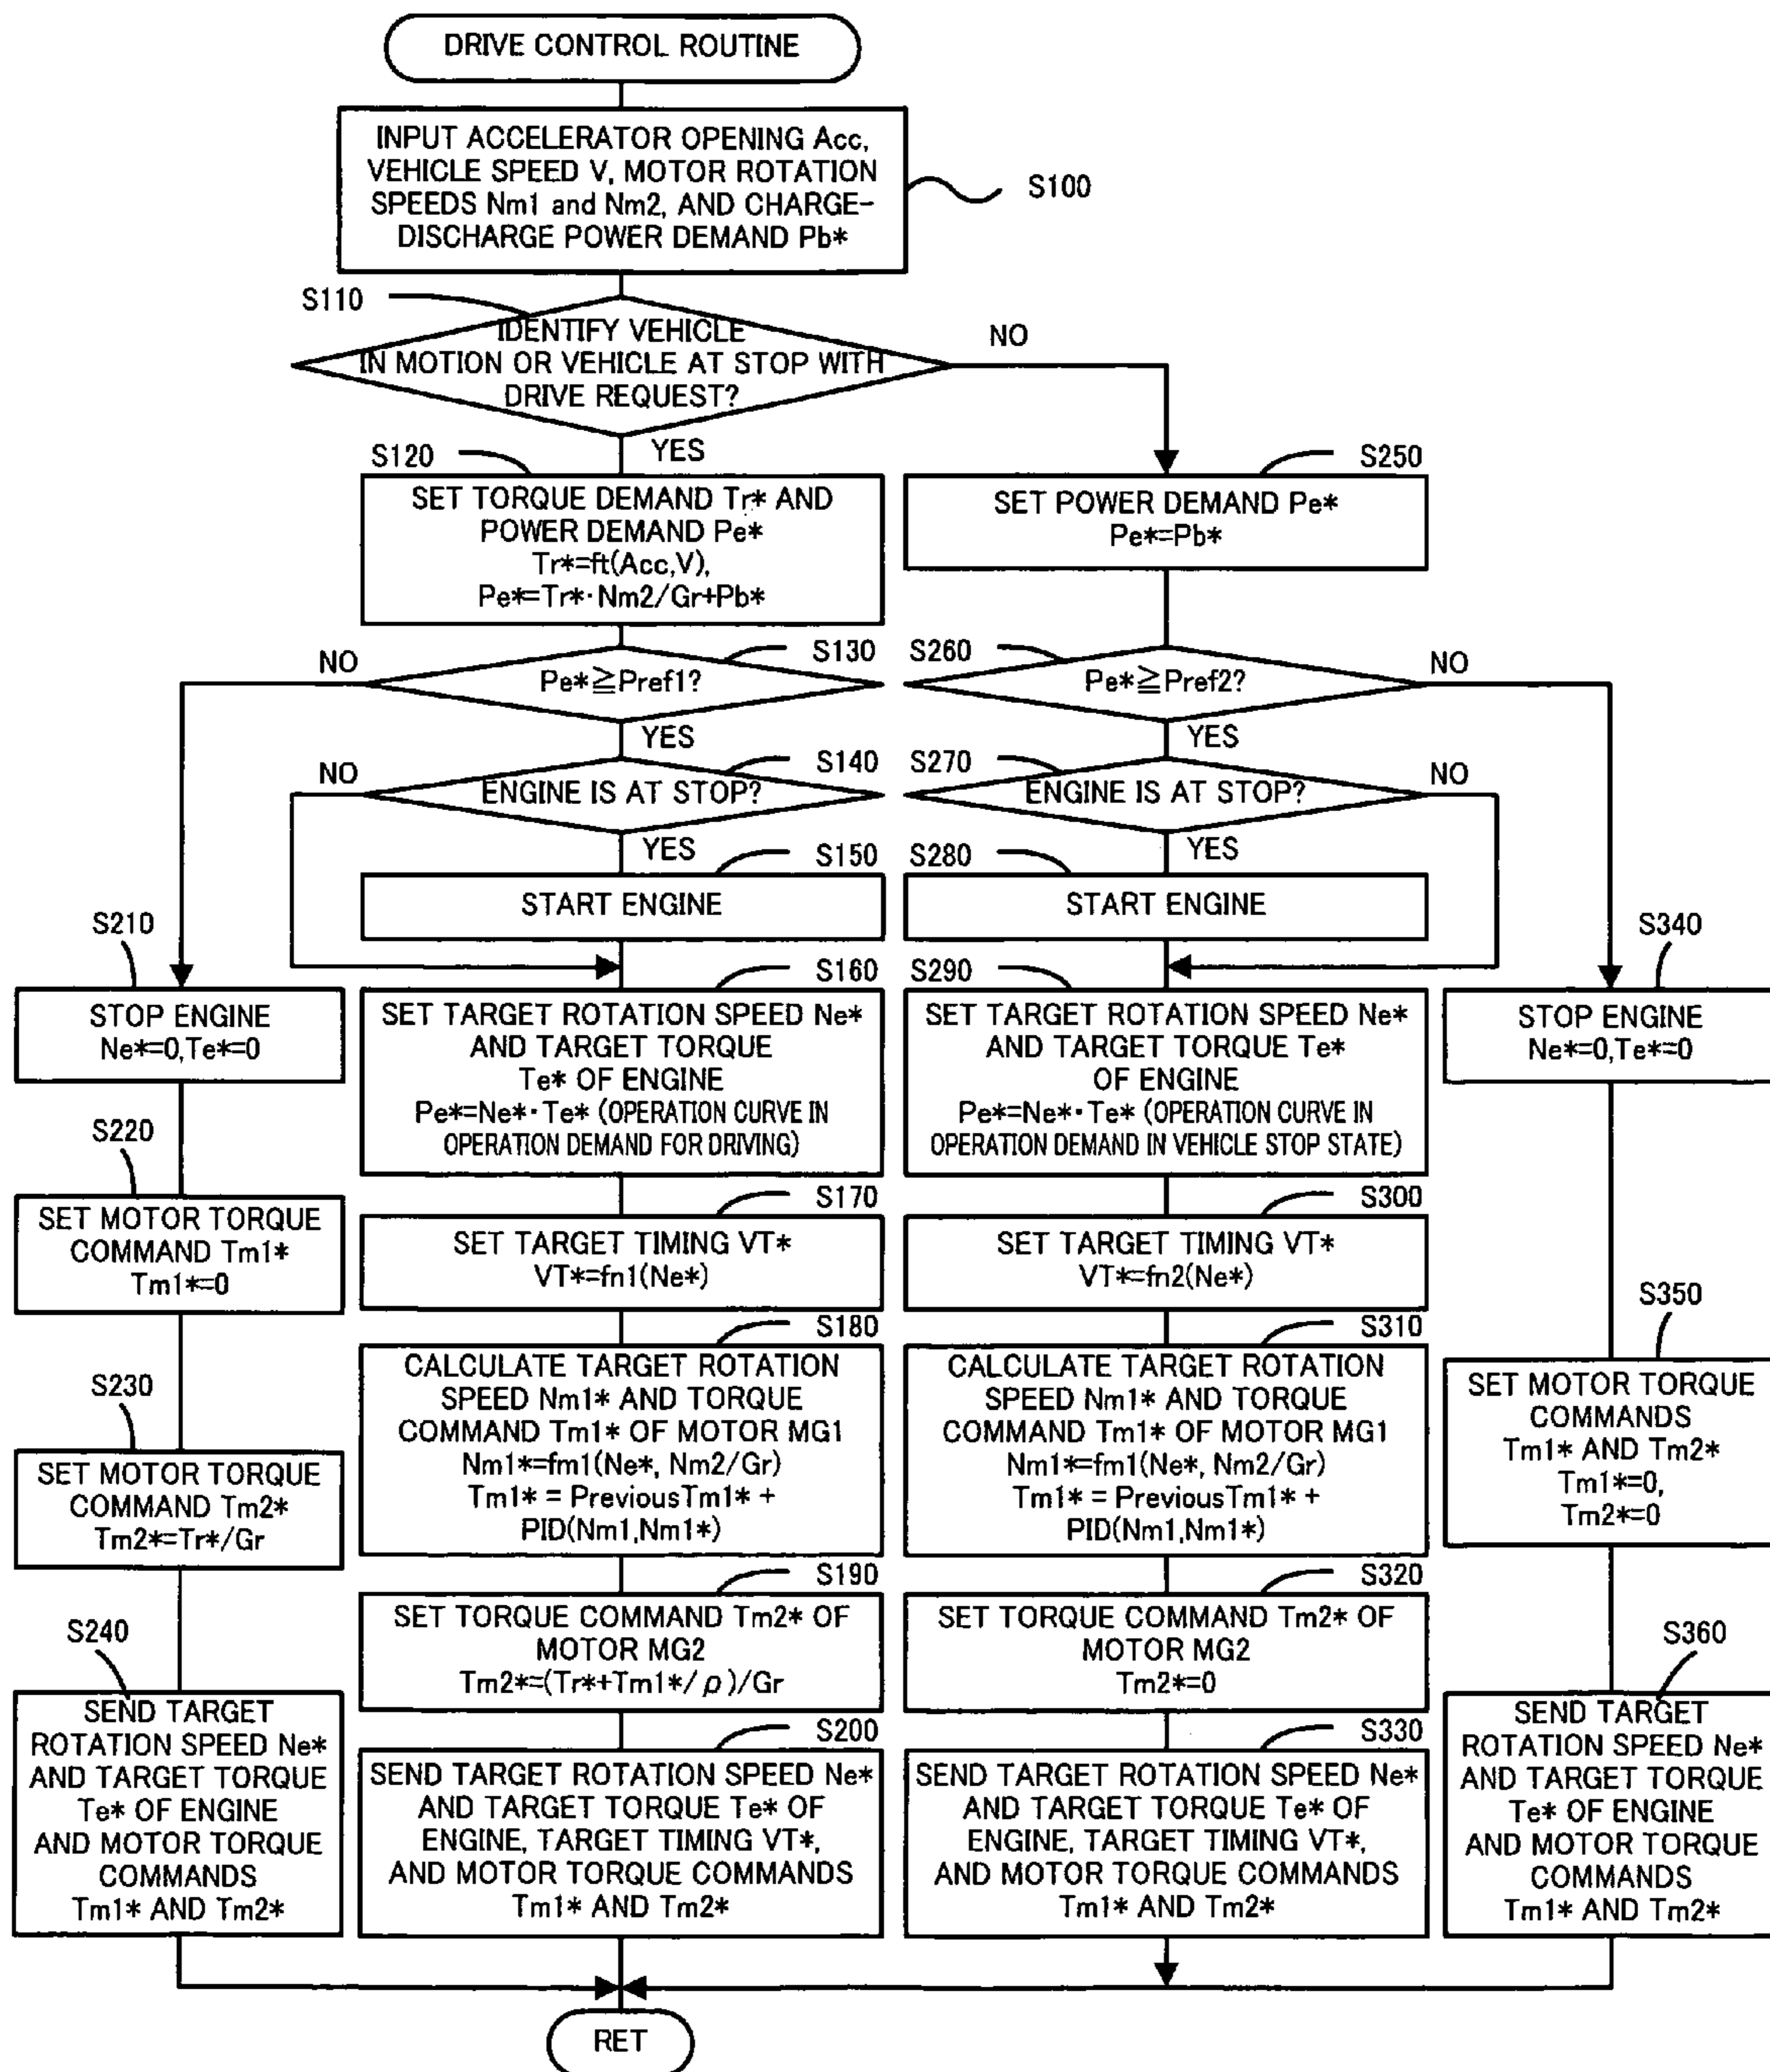 DRIVE CONTROL ROUTINE
INPUT ACCELERATOR OPENING Acc,
VEHICLE SPEED V, MOTOR ROTATION
SPEEDS Nm1 and Nm2, AND CHARGE-
DISCHARGE POWER DEMAND Pb*
S100
S110
IDENTIFY VEHICLE
IN MOTION OR VEHICLE AT STOP WITH
DRIVE REQUEST?
NO
YES
S120
SET TORQUE DEMAND Tr* AND
POWER DEMAND Pe*
Tr*=ft(Acc,V),
Pe*=Tr*·Nm2/Gr+Pb*
S250
SET POWER DEMAND Pe*
Pe*=Pb*
NO
S130
Pe*≧Pref1?
YES
S260
Pe*≧Pref2?
NO
YES
NO
S140
ENGINE IS AT STOP?
YES
S270
ENGINE IS AT STOP?
NO
YES
S150
START ENGINE
S280
START ENGINE
S210
STOP ENGINE
Ne*=0,Te*=0
S160
SET TARGET ROTATION SPEED Ne*
AND TARGET TORQUE
Te* OF ENGINE
Pe*=Ne*·Te* (OPERATION CURVE IN
OPERATION DEMAND FOR DRIVING)
S290
SET TARGET ROTATION SPEED Ne*
AND TARGET TORQUE Te*
OF ENGINE
Pe*=Ne*·Te* (OPERATION CURVE IN
OPERATION DEMAND IN VEHICLE STOP STATE)
S340
STOP ENGINE
Ne*=0,Te*=0
S220
SET MOTOR TORQUE
COMMAND Tm1*
Tm1*=0
S170
SET TARGET TIMING VT*
VT*=fn1(Ne*)
S300
SET TARGET TIMING VT*
VT*=fn2(Ne*)
S230
SET MOTOR TORQUE
COMMAND Tm2*
Tm2*=Tr*/Gr
S180
CALCULATE TARGET ROTATION
SPEED Nm1* AND TORQUE
COMMAND Tm1* OF MOTOR MG1
Nm1*=fm1(Ne*, Nm2/Gr)
Tm1* = PreviousTm1* +
PID(Nm1,Nm1*)
S310
CALCULATE TARGET ROTATION
SPEED Nm1* AND TORQUE
COMMAND Tm1* OF MOTOR MG1
Nm1*=fm1(Ne*, Nm2/Gr)
Tm1* = PreviousTm1* +
PID(Nm1,Nm1*)
S350
SET MOTOR TORQUE
COMMANDS
Tm1* AND Tm2*
Tm1*=0,
Tm2*=0
S190
SET TORQUE COMMAND Tm2* OF
MOTOR MG2
Tm2*=(Tr*+Tm1*/ρ)/Gr
S320
SET TORQUE COMMAND Tm2* OF
MOTOR MG2
Tm2*=0
S240
SEND TARGET
ROTATION SPEED Ne*
AND TARGET TORQUE
Te* OF ENGINE
AND MOTOR TORQUE
COMMANDS
Tm1* AND Tm2*
S200
SEND TARGET ROTATION SPEED Ne*
AND TARGET TORQUE Te* OF
ENGINE, TARGET TIMING VT*,
AND MOTOR TORQUE COMMANDS
Tm1* AND Tm2*
S330
SEND TARGET ROTATION SPEED Ne*
AND TARGET TORQUE Te* OF
ENGINE, TARGET TIMING VT*,
AND MOTOR TORQUE COMMANDS
Tm1* AND Tm2*
S360
SEND TARGET
ROTATION SPEED Ne*
AND TARGET TORQUE
Te* OF ENGINE
AND MOTOR TORQUE
COMMANDS
Tm1* AND Tm2*
RET